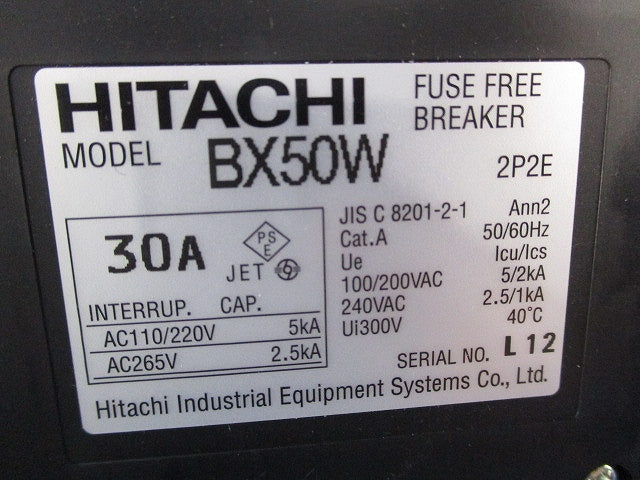 HITACHI
FUSE FREE
BREAKER
MODEL BX50W
2P2E
30A
PS
E
JET
INTERRUP. CAP.
AC110/220V 5kA
AC265V 2.5kA
JIS C 8201-2-1 Ann2
Cat.A 50/60Hz
Ue Icu/Ics
100/200VAC 5/2kA
240VAC 2.5/1kA
Ui300V 40°C
SERIAL NO. L 12
Hitachi Industrial Equipment Systems Co., Ltd.